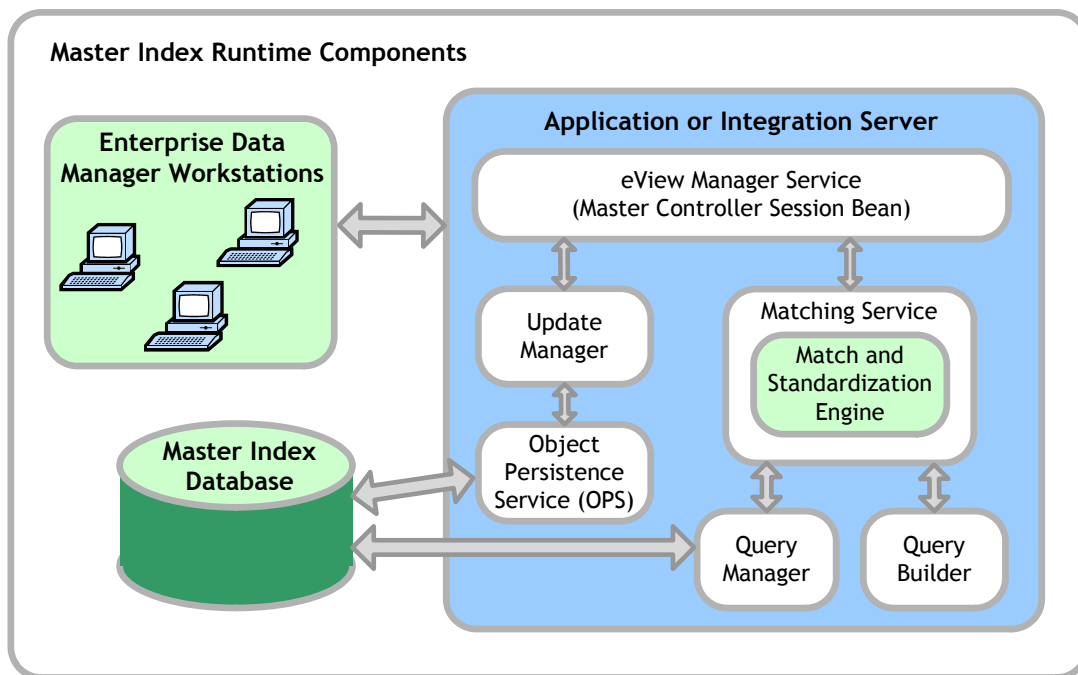 Master Index Runtime Components
Enterprise Data
Manager Workstations
Application or Integration Server
eView Manager Service
(Master Controller Session Bean)
Update
Manager
Matching Service
Match and
Standardization
Engine
Master Index
Database
Object
Persistence
Service (OPS)
Query
Manager
Query
Builder